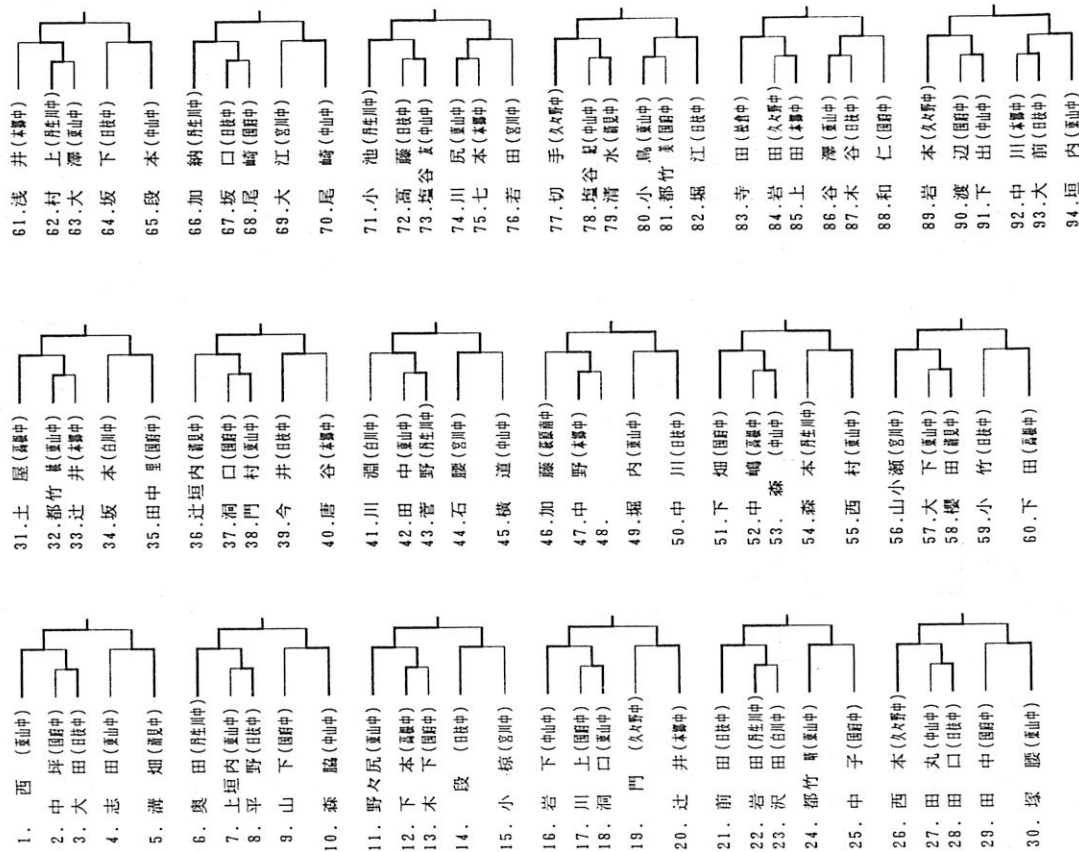 1. 西 (東山中)
2. 中 坪 (国府中)
3. 大 田 (日枝中)
4. 志 田 (東山中)
5. 溝 畑 (朝見中)
6. 奥 田 (丹生川中)
7. 上垣内 (東山中)
8. 平 野 (日枝中)
9. 山 下 (国府中)
10. 森 脇 (中山中)
11. 野々尻 (東山中)
12. 下 本 (高根中)
13. 木 下 (国府中)
14. 段 (日枝中)
15. 小 椋 (宮川中)
16. 岩 下 (中山中)
17. 川 上 (国府中)
18. 洞 口 (東山中)
19. 門 (久々野中)
20. 辻 井 (本郷中)
21. 前 田 (日枝中)
22. 岩 田 (丹生川中)
23. 沢 田 (白川中)
24. 都竹 晴 (東山中)
25. 中 子 (国府中)
26. 西 本 (久々野中)
27. 田 丸 (中山中)
28. 田 口 (日枝中)
29. 田 中 (国府中)
30. 塚 腰 (東山中)
31. 土 屋 (高根中)
32. 都竹 (東山中)
33. 辻 井 (本郷中)
34. 坂 本 (白川中)
35. 田中 里 (国府中)
36. 辻垣内 (朝見中)
37. 洞 口 (国府中)
38. 門 村 (東山中)
39. 今 井 (日枝中)
40. 唐 谷 (本郷中)
41. 川 淵 (白川中)
42. 田 中 (東山中)
43. 菅 野 (丹生川中)
44. 石 腰 (宮川中)
45. 横 道 (中山中)
46. 加 藤 (萩原南中)
47. 中 野 (本郷中)
48.
49. 堀 内 (東山中)
50. 中 川 (日枝中)
51. 下 畑 (国府中)
52. 中 嶋 (高根中)
53. 森 (中山中)
54. 森 本 (丹生川中)
55. 西 村 (東山中)
56. 山小瀬 (宮川中)
57. 大 下 (東山中)
58. 櫻 田 (朝見中)
59. 小 竹 (日枝中)
60. 下 田 (高根中)
61. 浅 井 (本郷中)
62. 村 上 (丹生川中)
63. 大 澤 (東山中)
64. 坂 下 (日枝中)
65. 段 本 (中山中)
66. 加 納 (丹生川中)
67. 坂 口 (日枝中)
68. 尾 崎 (国府中)
69. 大 江 (宮川中)
70. 尾 崎 (中山中)
71. 小 池 (丹生川中)
72. 高 藤 (日枝中)
73. 塩谷 友 (中山中)
74. 川 尻 (東山中)
75. 七 本 (本郷中)
76. 若 田 (宮川中)
77. 切 手 (久々野中)
78. 塩谷 妃 (中山中)
79. 清 水 (朝見中)
80. 小 鳥 (東山中)
81. 都竹 美 (国府中)
82. 堀 江 (日枝中)
83. 寺 田 (松倉中)
84. 岩 田 (久々野中)
85. 上 田 (本郷中)
86. 谷 澤 (東山中)
87. 木 谷 (日枝中)
88. 和 仁 (国府中)
89. 岩 本 (久々野中)
90. 渡 辺 (国府中)
91. 下 出 (中山中)
92. 中 川 (本郷中)
93. 大 前 (日枝中)
94. 垣 内 (東山中)